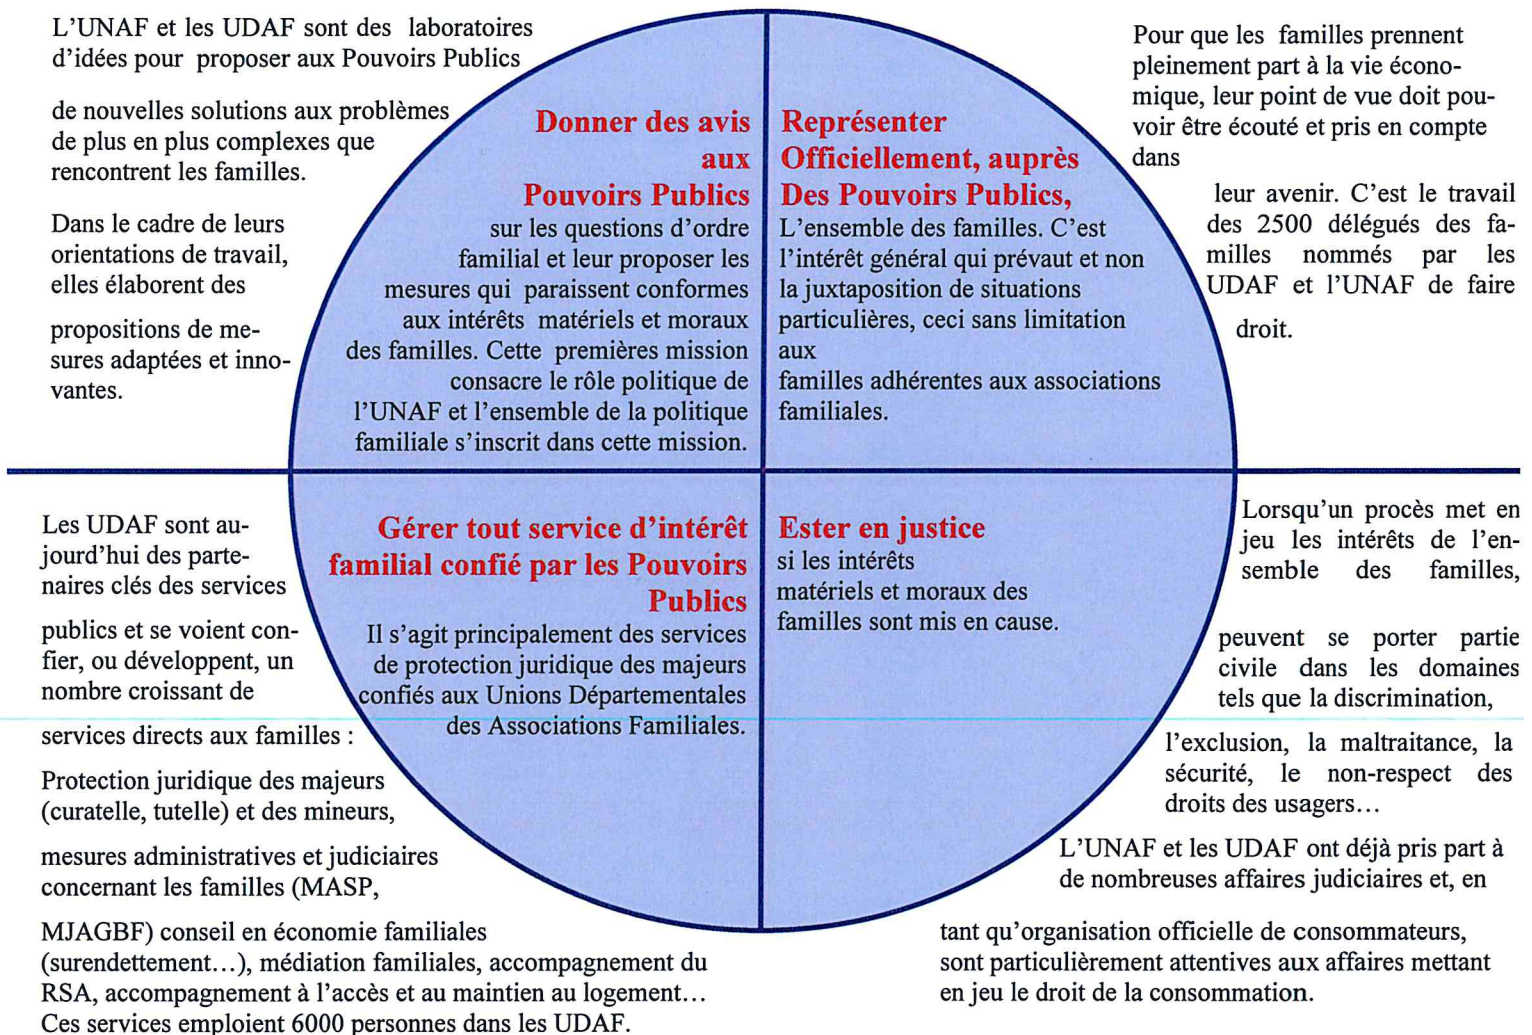 L'UNAF et les UDAF sont des laboratoires
d'idées pour proposer aux Pouvoirs Publics
de nouvelles solutions aux problèmes
de plus en plus complexes que
rencontrent les familles.
Dans le cadre de leurs
orientations de travail,
elles élaborent des
propositions de me-
sures adaptées et inno-
vantes.
Donner des avis
aux
Pouvoirs Publics
sur les questions d'ordre
familial et leur proposer les
mesures qui paraissent conformes
aux intérêts matériels et moraux
des familles. Cette premières mission
consacre le rôle politique de
l'UNAF et l'ensemble de la politique
familiale s'inscrit dans cette mission.
Représenter
Officiellement, auprès
Des Pouvoirs Publics,
L'ensemble des familles. C'est
l'intérêt général qui prévaut et non
la juxtaposition de situations
particulières, ceci sans limitation
aux
familles adhérentes aux associations
familiales.
Pour que les familles prennent
pleinement part à la vie écono-
mique, leur point de vue doit pou-
voir être écouté et pris en compte
dans
leur avenir. C'est le travail
des 2500 délégués des fa-
milles nommés par les
UDAF et l'UNAF de faire
droit.
Les UDAF sont au-
jourd'hui des parte-
naires clés des services
publics et se voient con-
fier, ou développent, un
nombre croissant de
services directs aux familles :
Protection juridique des majeurs
(curatelle, tutelle) et des mineurs,
mesures administratives et judiciaires
concernant les familles (MASP,
MJAGBF) conseil en économie familiales
(surendettement…), médiation familiales, accompagnement du
RSA, accompagnement à l'accès et au maintien au logement…
Ces services emploient 6000 personnes dans les UDAF.
Gérer tout service d'intérêt
familial confié par les Pouvoirs
Publics
Il s'agit principalement des services
de protection juridique des majeurs
confiés aux Unions Départementales
des Associations Familiales.
Ester en justice
si les intérêts
matériels et moraux des
familles sont mis en cause.
Lorsqu'un procès met en
jeu les intérêts de l'en-
semble des familles,
peuvent se porter partie
civile dans les domaines
tels que la discrimination,
l'exclusion, la maltraitance, la
sécurité, le non-respect des
droits des usagers…
L'UNAF et les UDAF ont déjà pris part à
de nombreuses affaires judiciaires et, en
tant qu'organisation officielle de consommateurs,
sont particulièrement attentives aux affaires mettant
en jeu le droit de la consommation.